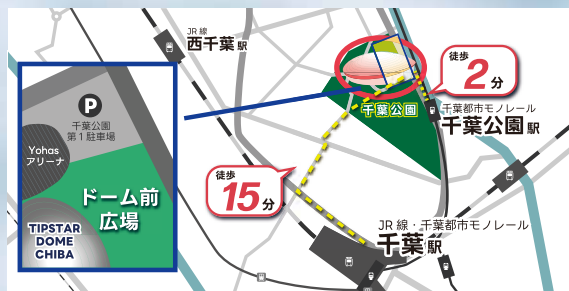 JR線
西千葉駅
徒歩
2分
千葉都市モノレール
千葉公園駅
千葉公園
P
千葉公園
第1駐車場
Yohas
アリーナ
ドーム前
広場
TIPSTAR
DOME
CHIBA
徒歩
15分
JR線・千葉都市モノレール
千葉駅